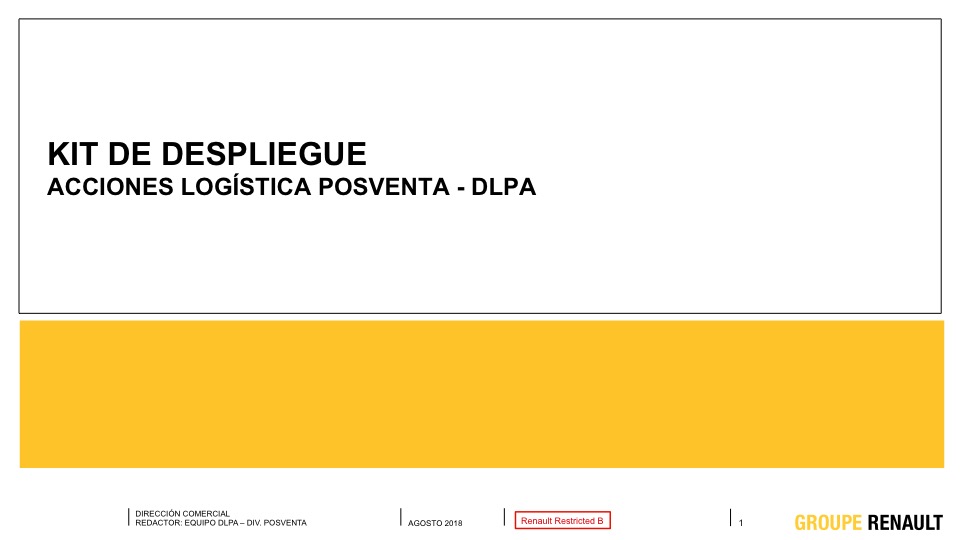 KIT DE DESPLIEGUE
ACCIONES LOGÍSTICA POSVENTA - DLPA
DIRECCIÓN COMERCIAL
REDACTOR: EQUIPO DLPA – DIV. POSVENTA
AGOSTO 2018
Renault Restricted B
1
GROUPE RENAULT